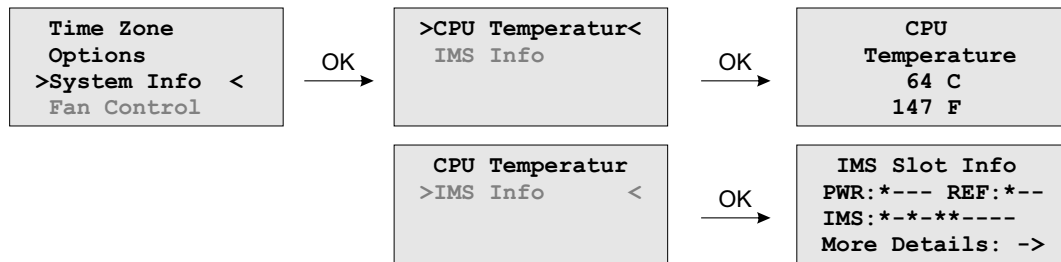 Time Zone
Options
>System Info <
Fan Control
OK
>CPU Temperatur<
IMS Info
OK
CPU
Temperature
64 C
147 F
CPU Temperatur
>IMS Info <
OK
IMS Slot Info
PWR:*--- REF:*--
IMS:*-*-**----
More Details: ->